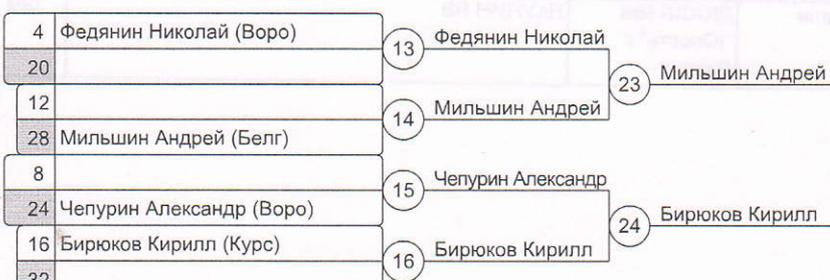 4 Федянин Николай (Воро)
20
13 Федянин Николай
12
28 Мильшин Андрей (Белг)
14 Мильшин Андрей
23 Мильшин Андрей
8
24 Чепурин Александр (Воро)
15 Чепурин Александр
16 Бирюков Кирилл (Курс)
32
16 Бирюков Кирилл
24 Бирюков Кирилл